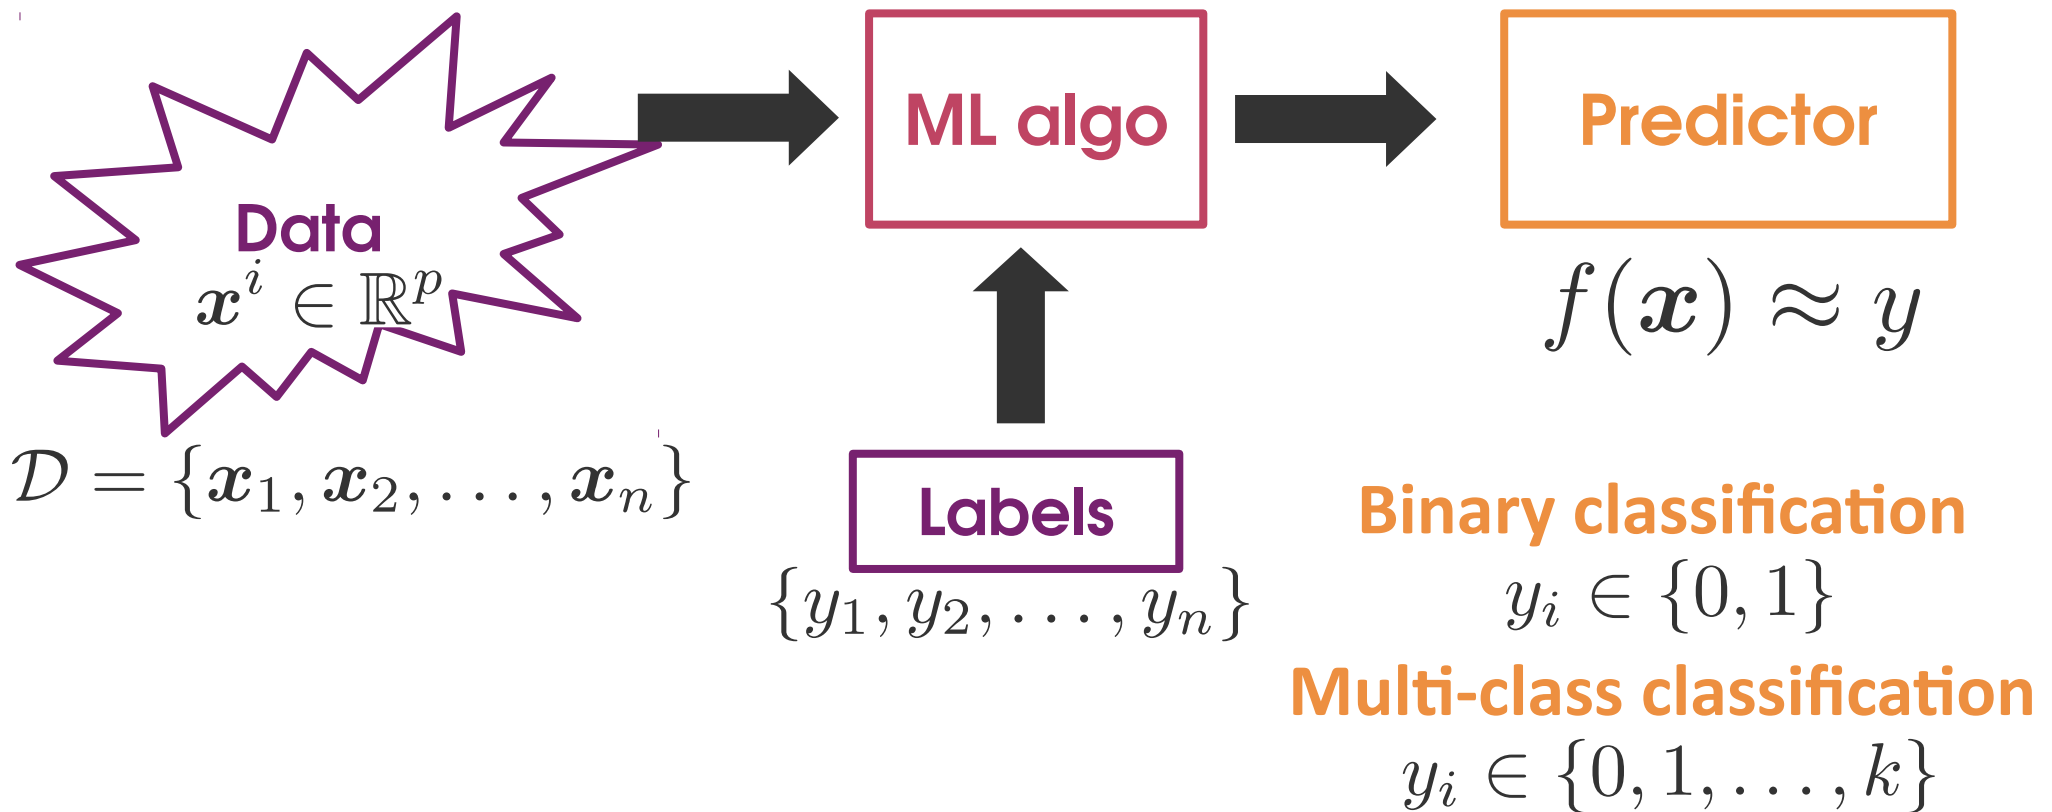 Data
𝒙^i ∈ ℝ^p
𝒟 = {𝒙_1, 𝒙_2, . . . , 𝒙_n}
ML algo
Labels
{y_1, y_2, . . . , y_n}
Predictor
f(𝒙) ≈ y
Binary classification
y_i ∈ {0, 1}
Multi-class classification
y_i ∈ {0, 1, . . . , k}